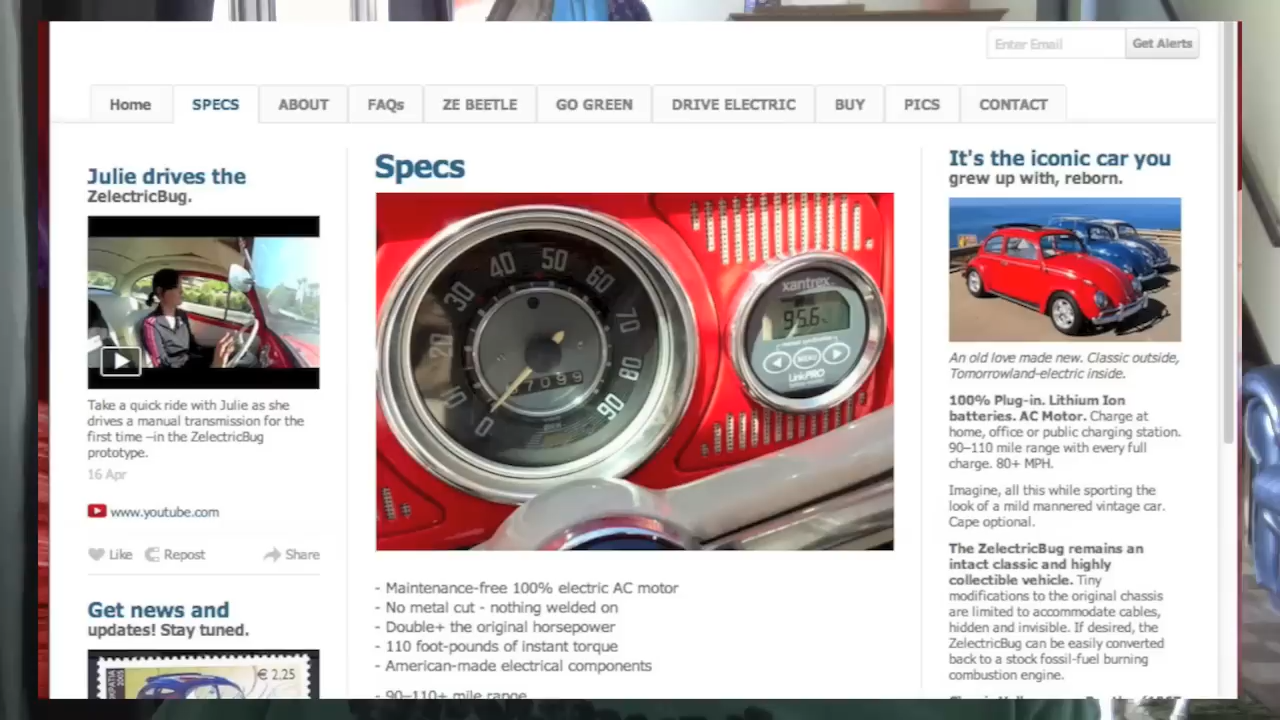 Enter Email Get Alerts
Home SPECS ABOUT FAQs ZE BEETLE GO GREEN DRIVE ELECTRIC BUY PICS CONTACT
Julie drives the
ZelectricBug.
Take a quick ride with Julie as she
drives a manual transmission for the
first time –in the ZelectricBug
prototype.
16 Apr
www.youtube.com
Like Repost Share
Get news and
updates! Stay tuned.
€ 2,25
Specs
0 10 20 30 40 50 60 70 80 90
xantrex
95.6
MENU
LinkPRO
- Maintenance-free 100% electric AC motor
- No metal cut - nothing welded on
- Double+ the original horsepower
- 110 foot-pounds of instant torque
- American-made electrical components
- 90–110+ mile range
It's the iconic car you
grew up with, reborn.
An old love made new. Classic outside,
Tomorrowland-electric inside.
100% Plug-in. Lithium Ion
batteries. AC Motor. Charge at
home, office or public charging station.
90–110 mile range with every full
charge. 80+ MPH.
Imagine, all this while sporting the
look of a mild mannered vintage car.
Cape optional.
The ZelectricBug remains an
intact classic and highly
collectible vehicle. Tiny
modifications to the original chassis
are limited to accommodate cables,
hidden and invisible. If desired, the
ZelectricBug can be easily converted
back to a stock fossil-fuel burning
combustion engine.